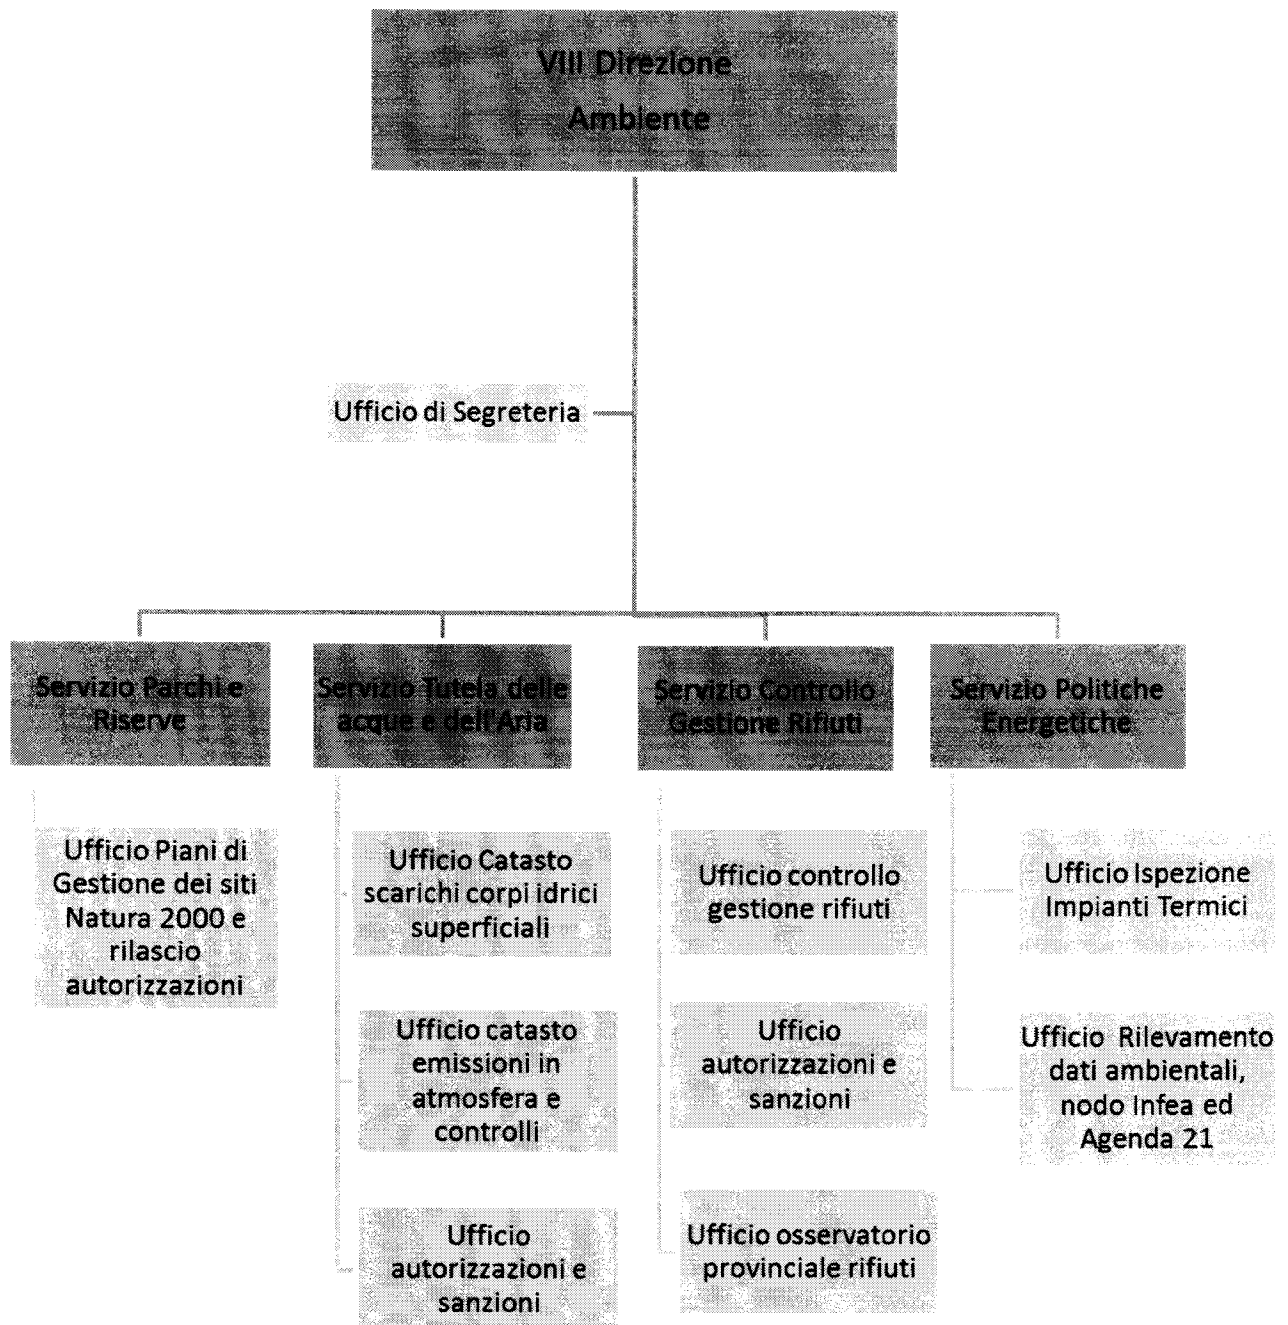 VIII Direzione
Ambiente
Ufficio di Segreteria
Servizio Parchi e
Riserve
Servizio Tutela delle
acque e dell'Aria
Servizio Controllo
Gestione Rifiuti
Servizio Politiche
Energetiche
Ufficio Piani di
Gestione dei siti
Natura 2000 e
rilascio
autorizzazioni
Ufficio Catasto
scarichi corpi idrici
superficiali
Ufficio catasto
emissioni in
atmosfera e
controlli
Ufficio
autorizzazioni e
sanzioni
Ufficio controllo
gestione rifiuti
Ufficio
autorizzazioni e
sanzioni
Ufficio osservatorio
provinciale rifiuti
Ufficio Ispezione
Impianti Termici
Ufficio Rilevamento
dati ambientali,
nodo Infea ed
Agenda 21